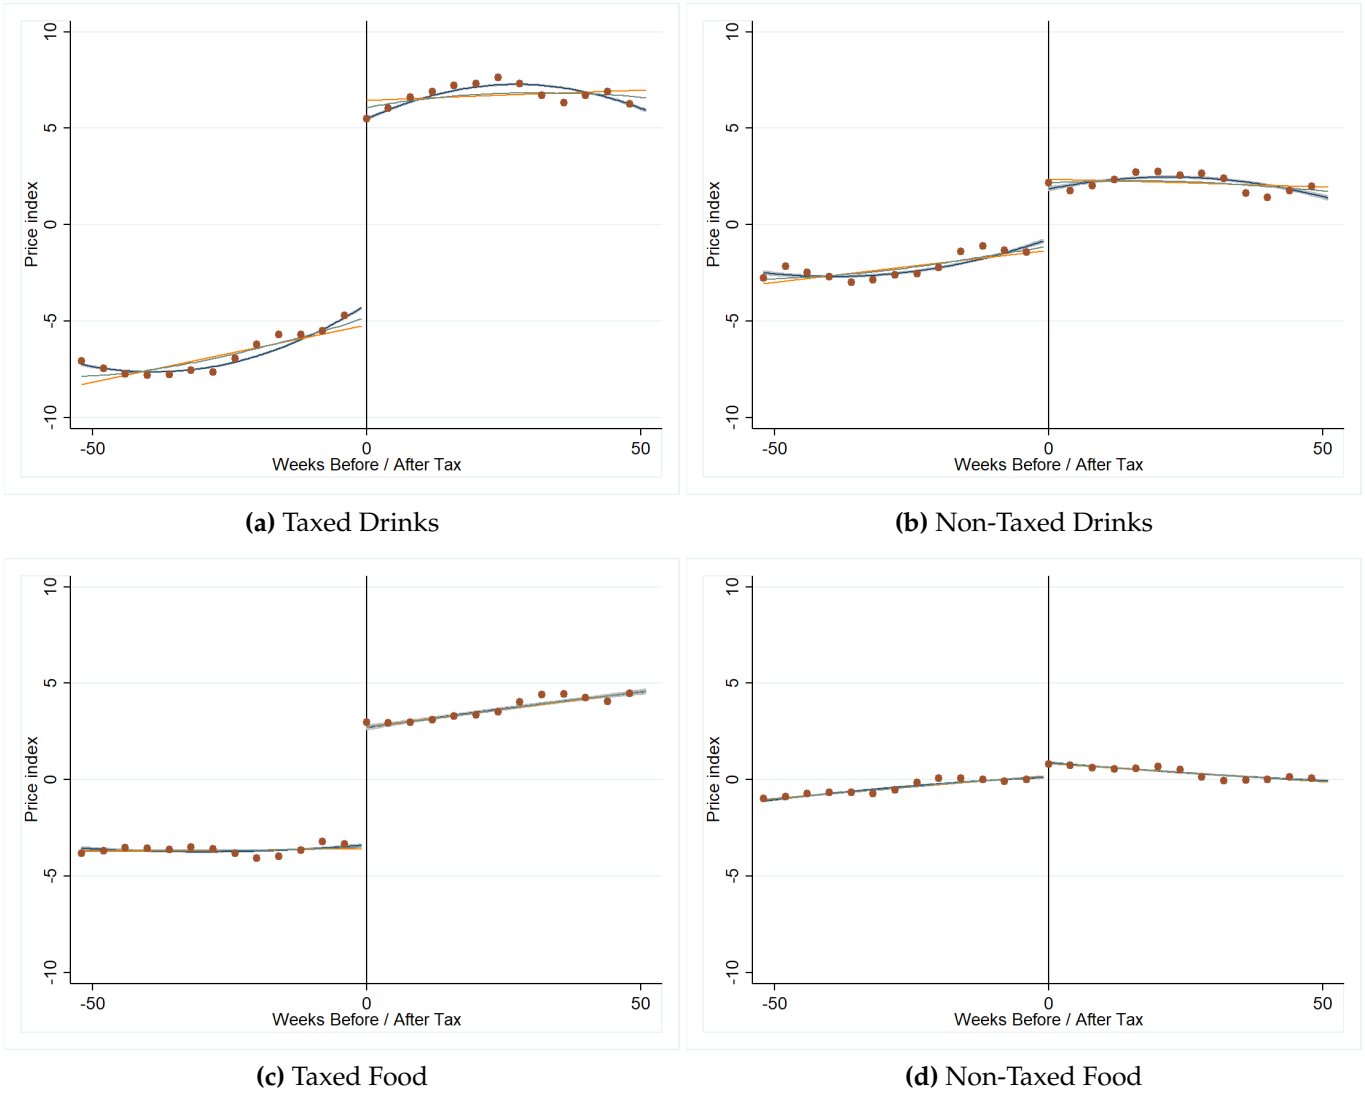 10
5
0
-5
-10
Price index
-50 0 50
Weeks Before / After Tax
(a) Taxed Drinks
10
5
0
-5
-10
Price index
-50 0 50
Weeks Before / After Tax
(b) Non-Taxed Drinks
10
5
0
-5
-10
Price index
-50 0 50
Weeks Before / After Tax
(c) Taxed Food
10
5
0
-5
-10
Price index
-50 0 50
Weeks Before / After Tax
(d) Non-Taxed Food